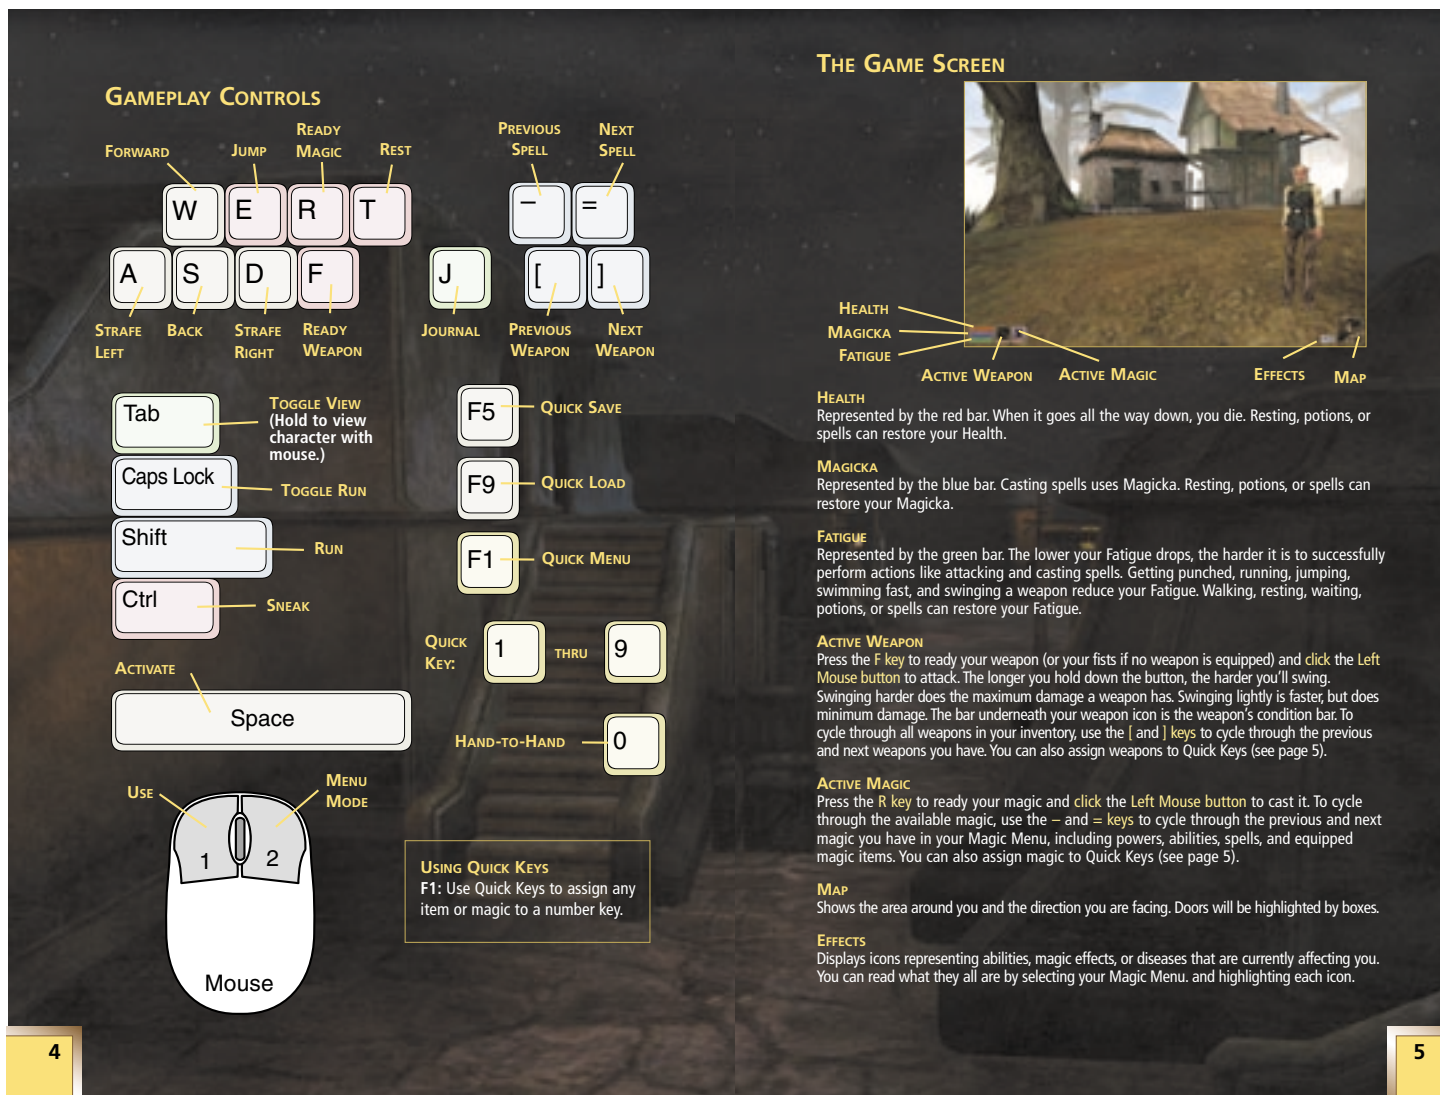 GAMEPLAY CONTROLS
FORWARD
JUMP
READY
MAGIC
REST
PREVIOUS
SPELL
NEXT
SPELL
W
E
R
T
–
=
A
S
D
F
J
[
]
STRAFE
LEFT
BACK
STRAFE
RIGHT
READY
WEAPON
JOURNAL
PREVIOUS
WEAPON
NEXT
WEAPON
Tab
TOGGLE VIEW
(Hold to view
character with
mouse.)
Caps Lock
TOGGLE RUN
Shift
RUN
Ctrl
SNEAK
F5
QUICK SAVE
F9
QUICK LOAD
F1
QUICK MENU
QUICK
KEY:
1
THRU
9
ACTIVATE
Space
HAND-TO-HAND
0
USE
MENU
MODE
1
2
Mouse
USING QUICK KEYS
F1: Use Quick Keys to assign any
item or magic to a number key.
4
THE GAME SCREEN
HEALTH
MAGICKA
FATIGUE
ACTIVE WEAPON
ACTIVE MAGIC
EFFECTS
MAP
HEALTH
Represented by the red bar. When it goes all the way down, you die. Resting, potions, or
spells can restore your Health.
MAGICKA
Represented by the blue bar. Casting spells uses Magicka. Resting, potions, or spells can
restore your Magicka.
FATIGUE
Represented by the green bar. The lower your Fatigue drops, the harder it is to successfully
perform actions like attacking and casting spells. Getting punched, running, jumping,
swimming fast, and swinging a weapon reduce your Fatigue. Walking, resting, waiting,
potions, or spells can restore your Fatigue.
ACTIVE WEAPON
Press the F key to ready your weapon (or your fists if no weapon is equipped) and click the Left
Mouse button to attack. The longer you hold down the button, the harder you'll swing.
Swinging harder does the maximum damage a weapon has. Swinging lightly is faster, but does
minimum damage. The bar underneath your weapon icon is the weapon's condition bar. To
cycle through all weapons in your inventory, use the [ and ] keys to cycle through the previous
and next weapons you have. You can also assign weapons to Quick Keys (see page 5).
ACTIVE MAGIC
Press the R key to ready your magic and click the Left Mouse button to cast it. To cycle
through the available magic, use the – and = keys to cycle through the previous and next
magic you have in your Magic Menu, including powers, abilities, spells, and equipped
magic items. You can also assign magic to Quick Keys (see page 5).
MAP
Shows the area around you and the direction you are facing. Doors will be highlighted by boxes.
EFFECTS
Displays icons representing abilities, magic effects, or diseases that are currently affecting you.
You can read what they all are by selecting your Magic Menu. and highlighting each icon.
5